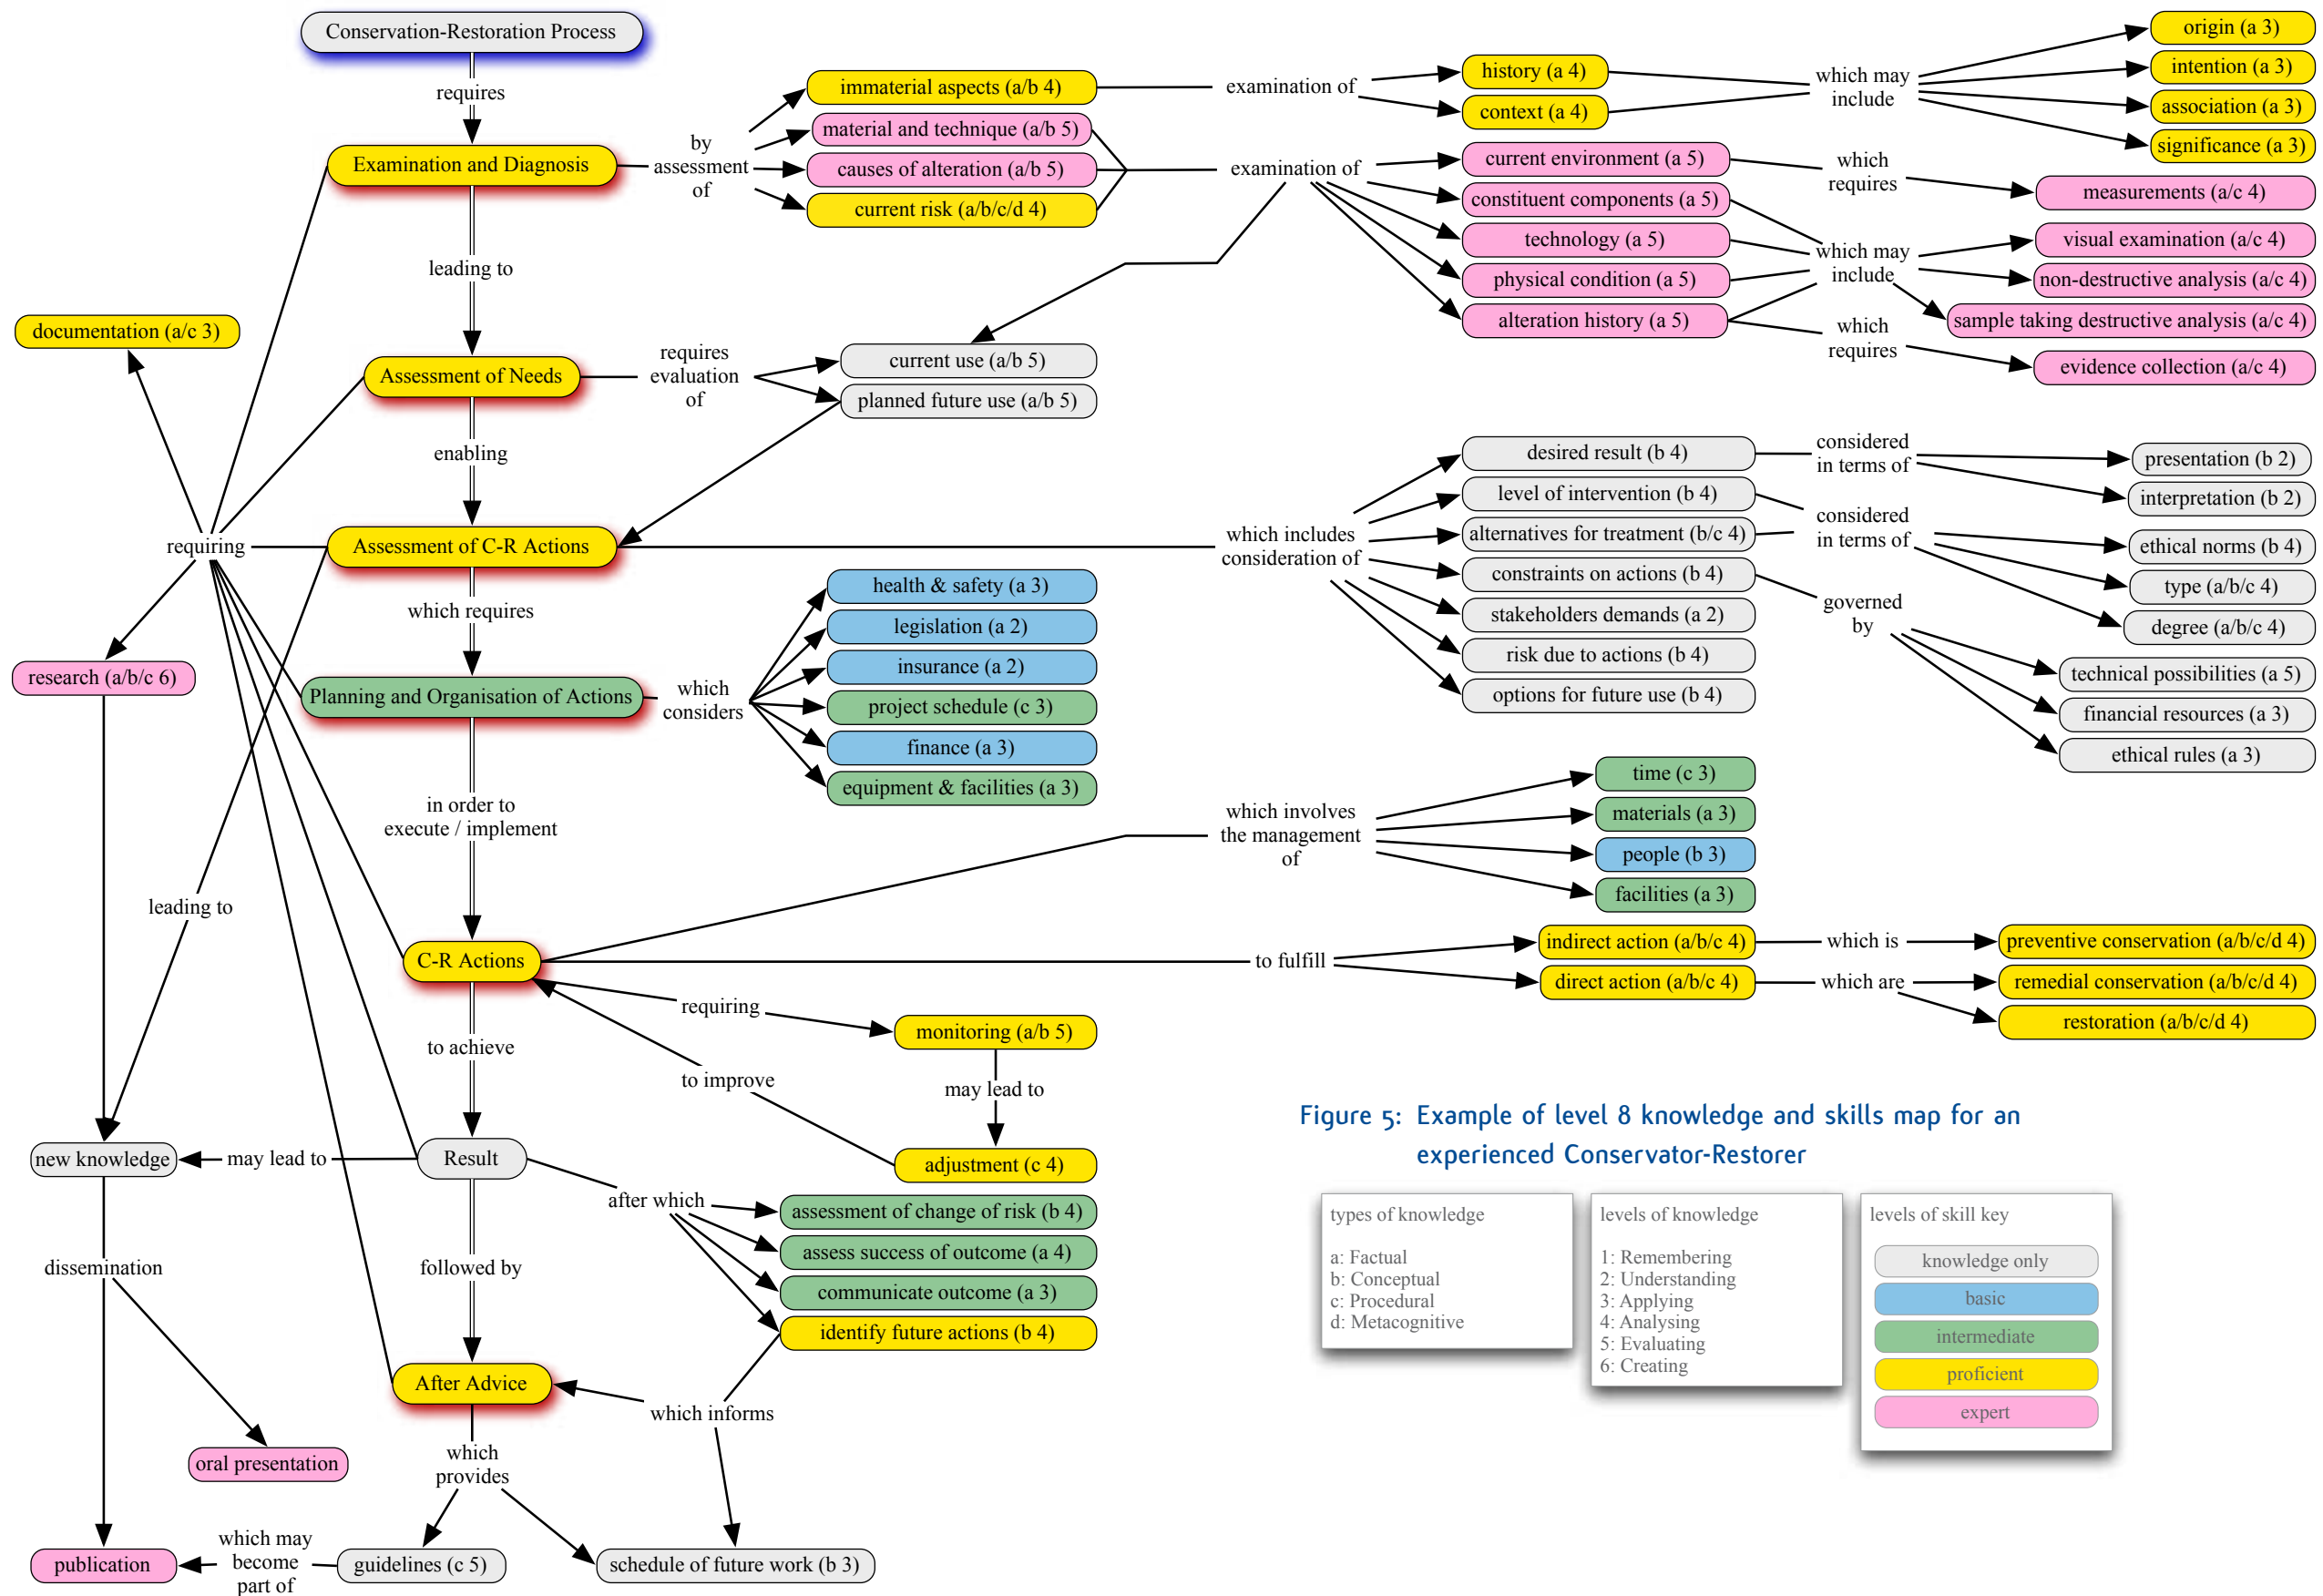 Conservation-Restoration Process
requires
Examination and Diagnosis
by
assessment
of
immaterial aspects (a/b 4)
material and technique (a/b 5)
causes of alteration (a/b 5)
current risk (a/b/c/d 4)
examination of
history (a 4)
context (a 4)
which may
include
origin (a 3)
intention (a 3)
association (a 3)
significance (a 3)
examination of
current environment (a 5)
constituent components (a 5)
technology (a 5)
physical condition (a 5)
alteration history (a 5)
which
requires
measurements (a/c 4)
which may
include
visual examination (a/c 4)
non-destructive analysis (a/c 4)
sample taking destructive analysis (a/c 4)
which
requires
evidence collection (a/c 4)
leading to
documentation (a/c 3)
Assessment of Needs
requires
evaluation
of
current use (a/b 5)
planned future use (a/b 5)
enabling
requiring
Assessment of C-R Actions
which includes
consideration of
desired result (b 4)
level of intervention (b 4)
alternatives for treatment (b/c 4)
constraints on actions (b 4)
stakeholders demands (a 2)
risk due to actions (b 4)
options for future use (b 4)
considered
in terms of
presentation (b 2)
interpretation (b 2)
considered
in terms of
ethical norms (b 4)
type (a/b/c 4)
degree (a/b/c 4)
governed
by
technical possibilities (a 5)
financial resources (a 3)
ethical rules (a 3)
which requires
research (a/b/c 6)
Planning and Organisation of Actions
which
considers
health & safety (a 3)
legislation (a 2)
insurance (a 2)
project schedule (c 3)
finance (a 3)
equipment & facilities (a 3)
in order to
execute / implement
which involves
the management
of
time (c 3)
materials (a 3)
people (b 3)
facilities (a 3)
leading to
C-R Actions
to fulfill
indirect action (a/b/c 4)
direct action (a/b/c 4)
which is
preventive conservation (a/b/c/d 4)
which are
remedial conservation (a/b/c/d 4)
restoration (a/b/c/d 4)
requiring
monitoring (a/b 5)
to achieve
to improve
may lead to
adjustment (c 4)
new knowledge
may lead to
Result
after which
assessment of change of risk (b 4)
assess success of outcome (a 4)
communicate outcome (a 3)
identify future actions (b 4)
dissemination
followed by
After Advice
which informs
oral presentation
which
provides
publication
which may
become
part of
guidelines (c 5)
schedule of future work (b 3)
Figure 5: Example of level 8 knowledge and skills map for an
experienced Conservator-Restorer
types of knowledge
a: Factual
b: Conceptual
c: Procedural
d: Metacognitive
levels of knowledge
1: Remembering
2: Understanding
3: Applying
4: Analysing
5: Evaluating
6: Creating
levels of skill key
knowledge only
basic
intermediate
proficient
expert